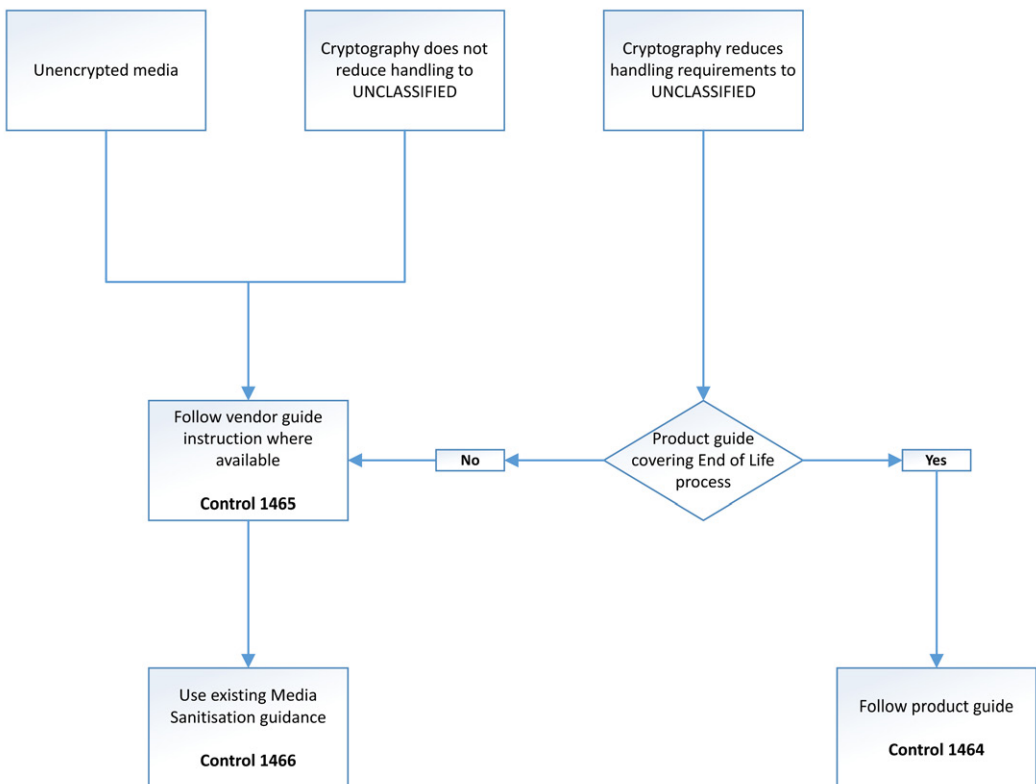 Unencrypted media
Cryptography does not
reduce handling to
UNCLASSIFIED
Cryptography reduces
handling requirements to
UNCLASSIFIED
Follow vendor guide
instruction where
available
Control 1465
No
Product guide
covering End of Life
process
Yes
Use existing Media
Sanitisation guidance
Control 1466
Follow product guide
Control 1464